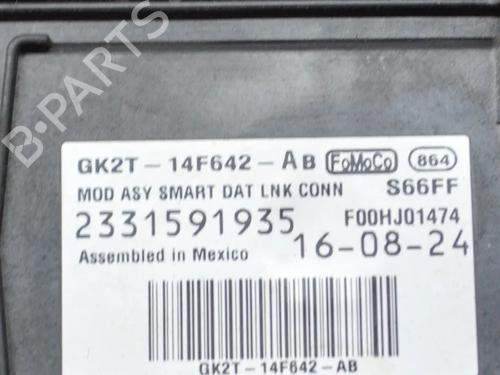 B-PARTS
GK2T-14F642-AB FoMoCo 864
MOD ASY SMART DAT LNK CONN S66FF
2331591935 F00HJ01474
Assembled in Mexico 16-08-24
GK2T-14F642-AB